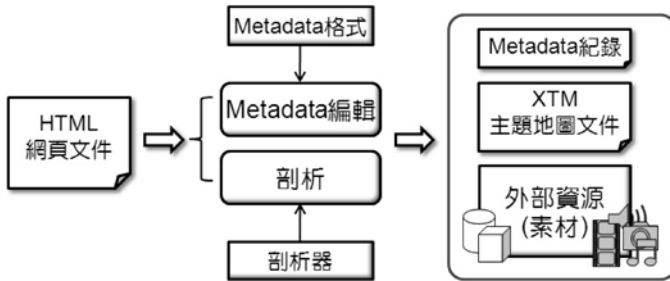 Metadata格式
HTML
網頁文件
Metadata編輯
剖析
剖析器
Metadata紀錄
XTM
主題地圖文件
外部資源
(素材)